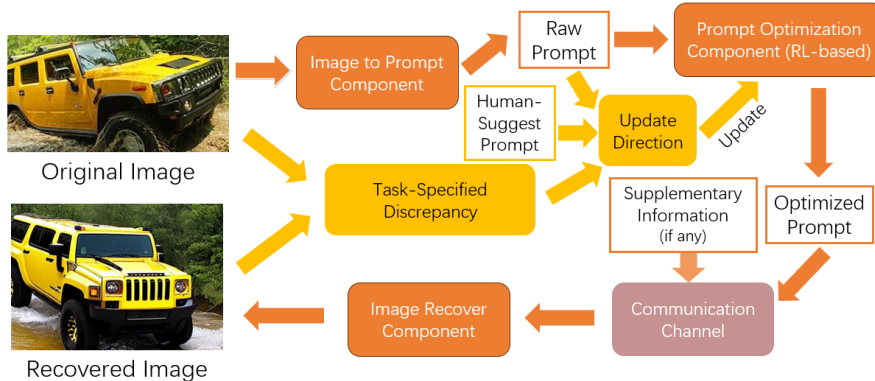 Raw
Prompt
Prompt Optimization
Component (RL-based)
Image to Prompt
Component
Human-
Suggest
Prompt
Update
Direction
Update
Original Image
Task-Specified
Discrepancy
Supplementary
Information
(if any)
Optimized
Prompt
Image Recover
Component
Communication
Channel
Recovered Image